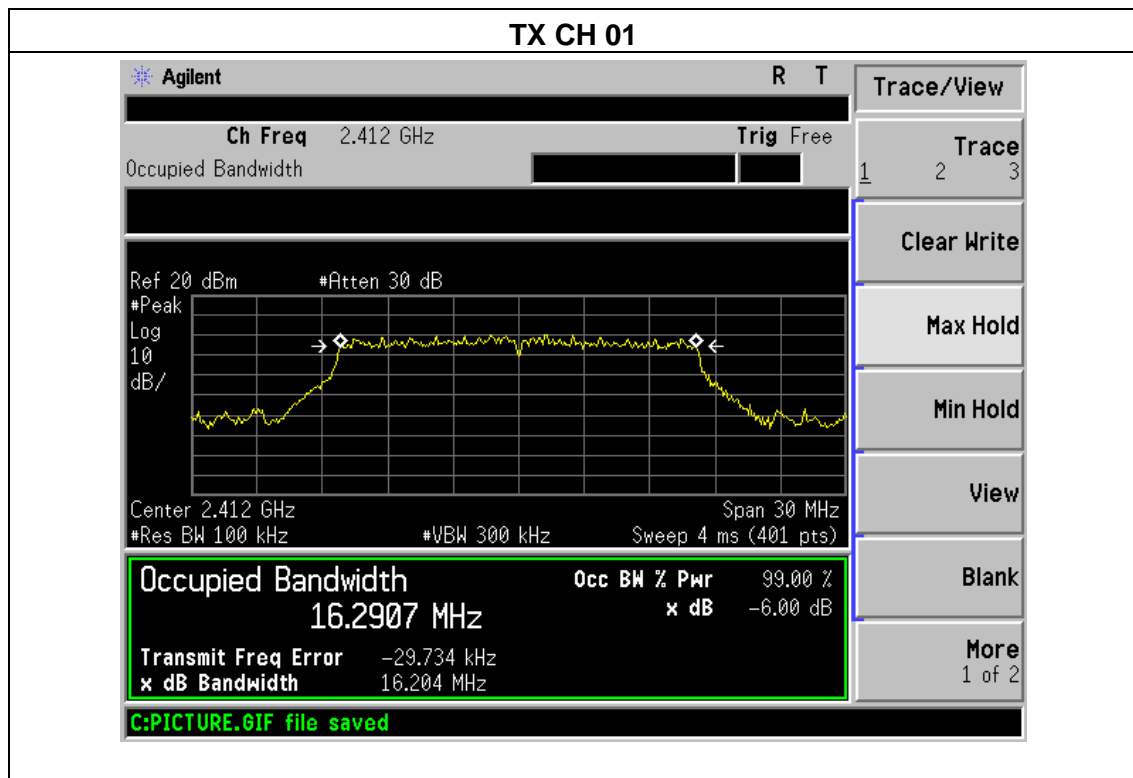 TX CH 01
Agilent R T
Ch Freq 2.412 GHz Trig Free
Occupied Bandwidth
Ref 20 dBm #Atten 30 dB
#Peak
Log
10
dB/
Center 2.412 GHz Span 30 MHz
#Res BW 100 kHz #VBW 300 kHz Sweep 4 ms (401 pts)
Occupied Bandwidth Occ BW % Pwr 99.00 %
16.2907 MHz x dB -6.00 dB
Transmit Freq Error -29.734 kHz
x dB Bandwidth 16.204 MHz
C:PICTURE.GIF file saved
Trace/View
Trace
1 2 3
Clear Write
Max Hold
Min Hold
View
Blank
More
1 of 2